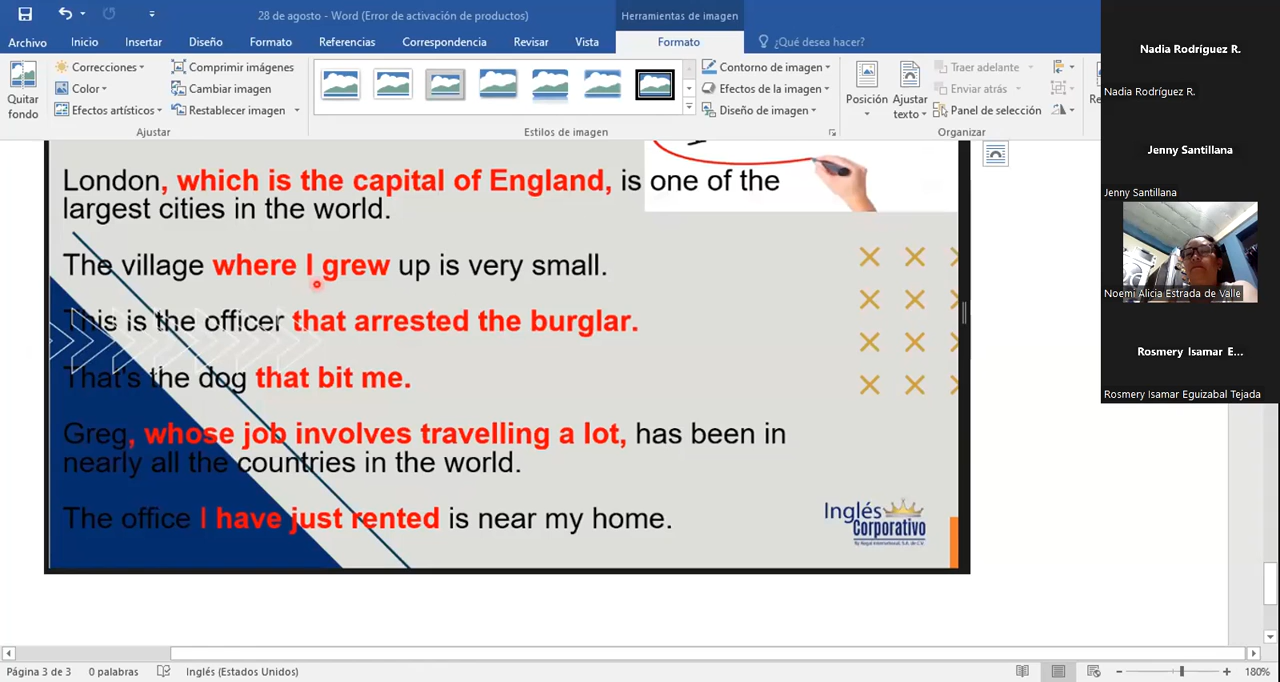 28 de agosto - Word (Error de activación de productos)
Herramientas de imagen
Archivo
Inicio
Insertar
Diseño
Formato
Referencias
Correspondencia
Revisar
Vista
Formato
¿Qué desea hacer?
Quitar fondo
Correcciones
Color
Efectos artísticos
Comprimir imágenes
Cambiar imagen
Restablecer imagen
Ajustar
Estilos de imagen
Contorno de imagen
Efectos de la imagen
Diseño de imagen
Posición
Ajustar texto
Traer adelante
Enviar atrás
Panel de selección
Organizar
London, which is the capital of England, is one of the
largest cities in the world.
The village where I grew up is very small.
This is the officer that arrested the burglar.
That's the dog that bit me.
Greg, whose job involves travelling a lot, has been in
nearly all the countries in the world.
The office I have just rented is near my home.
Inglés
Corporativo
Nadia Rodríguez R.
Nadia Rodríguez R.
Jenny Santillana
Jenny Santillana
Noemi Alicia Estrada de Valle
Rosmery Isamar E...
Rosmery Isamar Eguizabal Tejada
Página 3 de 3
0 palabras
Inglés (Estados Unidos)
180%